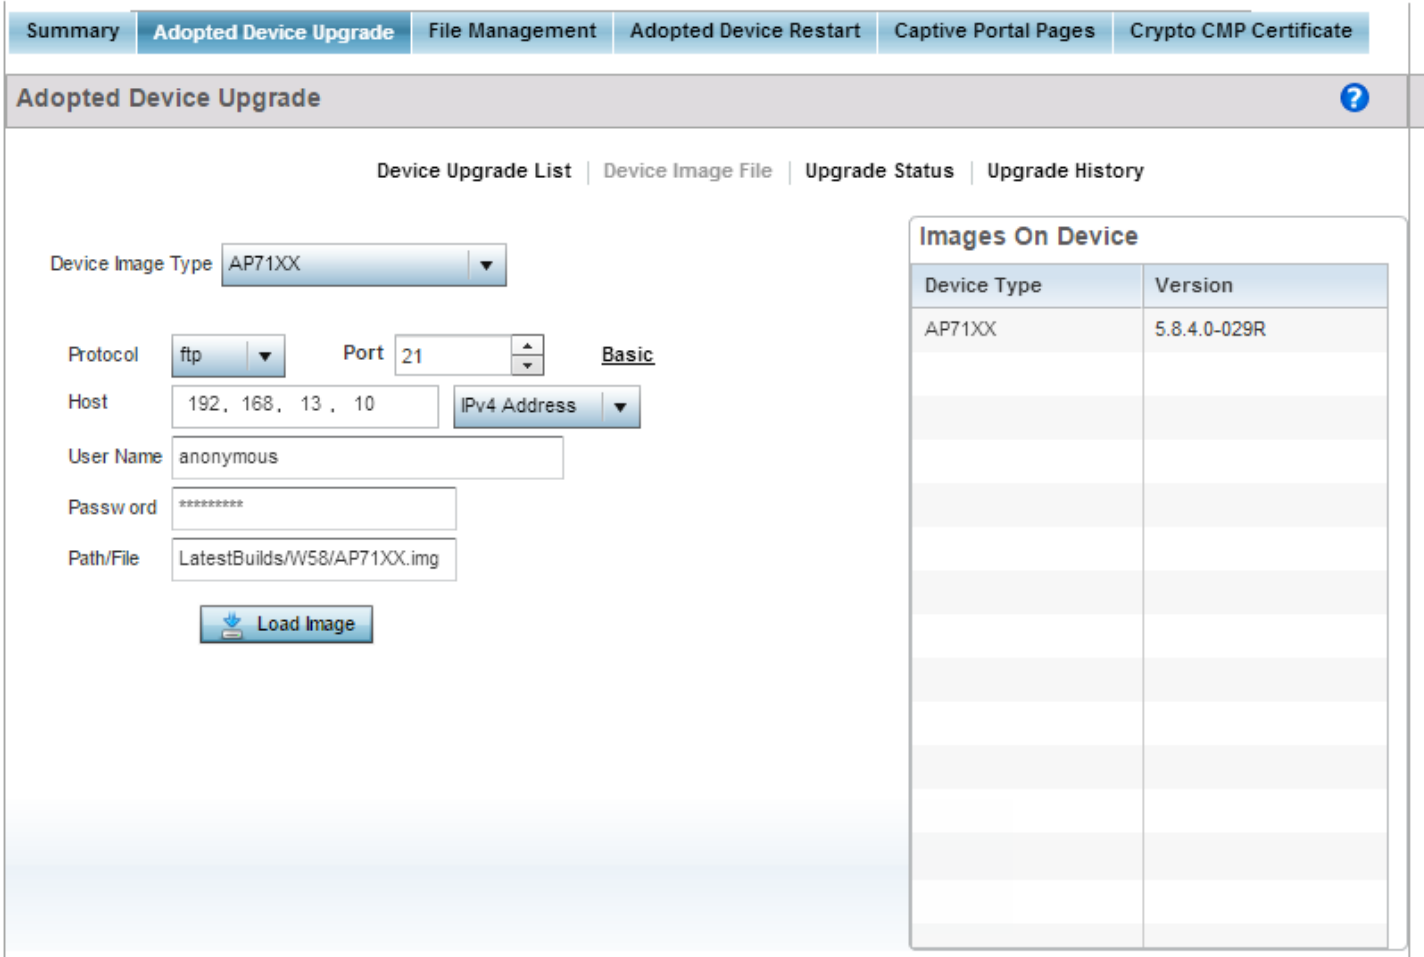 Summary Adopted Device Upgrade File Management Adopted Device Restart Captive Portal Pages Crypto CMP Certificate
Adopted Device Upgrade ?
Device Upgrade List | Device Image File | Upgrade Status | Upgrade History
Device Image Type AP71XX
Protocol ftp Port 21 Basic
Host 192. 168. 13 . 10 IPv4 Address
User Name anonymous
Password *********
Path/File LatestBuilds/W58/AP71XX.img
Load Image
Images On Device
Device Type Version
AP71XX 5.8.4.0-029R